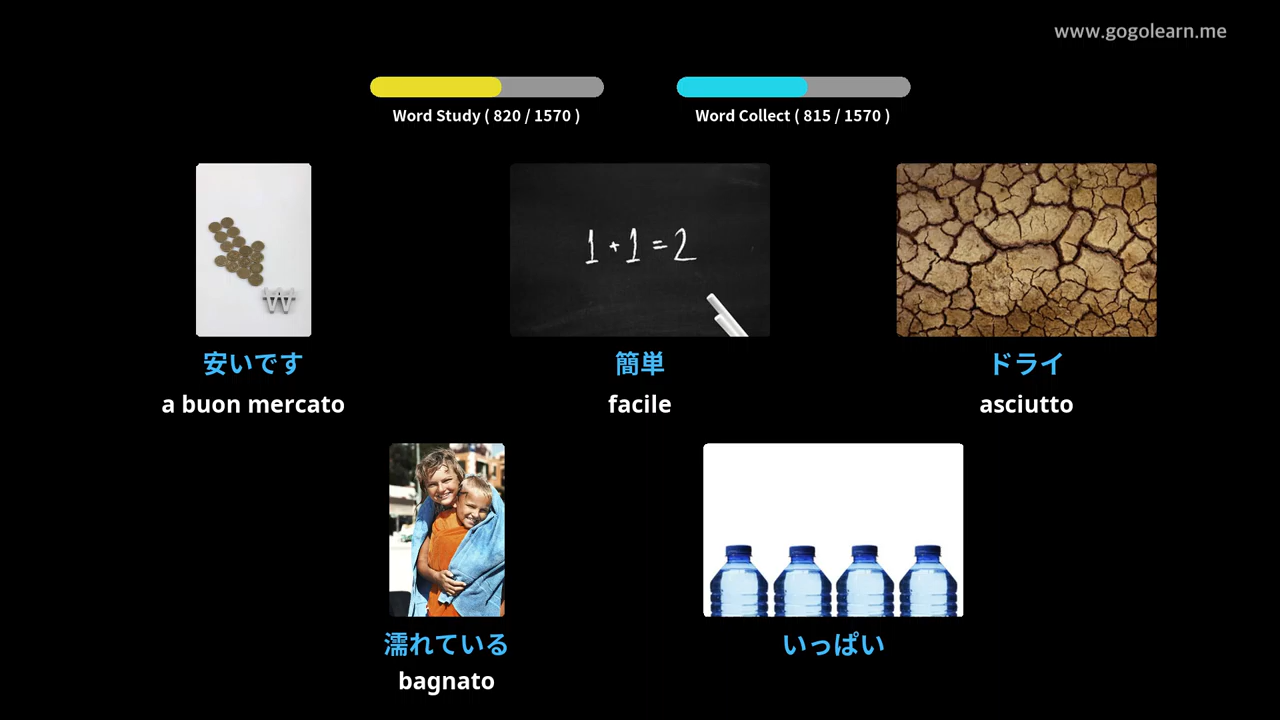 www.gogolearn.me
Word Study ( 820 / 1570 )
Word Collect ( 815 / 1570 )
1+1=2
₩
安いです
簡単
ドライ
a buon mercato
facile
asciutto
濡れている
いっぱい
bagnato